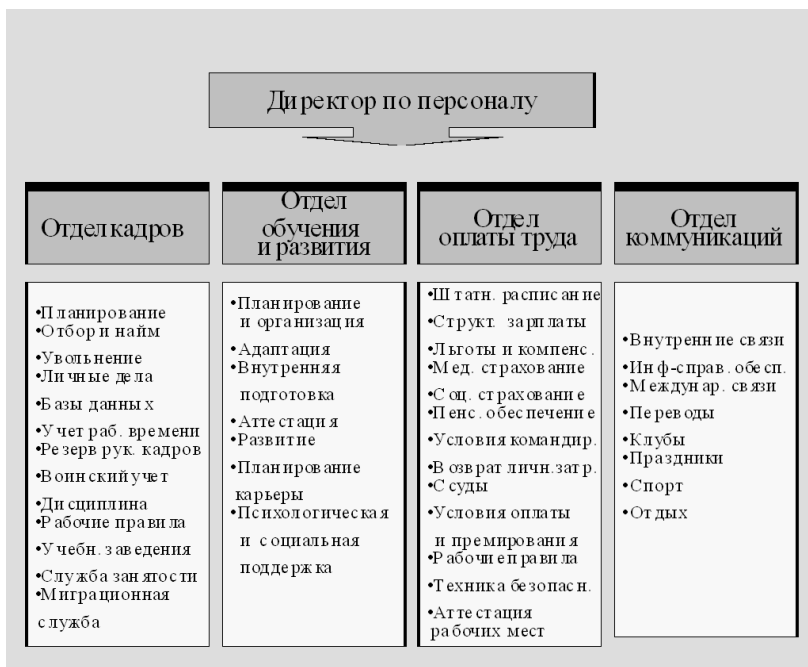 Директор по персоналу
Отдел кадров
•Планирование
•Отбор и найм
•Увольнение
•Личные дела
•Базы данных
•Учет раб. времени
•Резерв рук. кадров
•Воинский учет
•Дисциплина
•Рабочие правила
•Учебн. заведения
•Служба занятости
•Миграционная
служба
Отдел
обучения
и развития
•Планирование
и организация
•Адаптация
•Внутренняя
подготовка
•Аттестация
•Развитие
•Планирование
карьеры
•Психологическая
и социальная
поддержка
Отдел
оплаты труда
•Штатн. расписание
•Структ. зарплаты
•Льготы и компенс.
•Мед. страхование
•Соц. страхование
•Пенс. обеспечение
•Условия командир.
•Возврат личн.затр.
•Ссуды
•Условия оплаты
и премирования
•Рабочие правила
•Техника безопасн.
•Аттестация
рабочих мест
Отдел
коммуникаций
•Внутренние связи
•Инф-справ. обесп.
•Междунар. связи
•Переводы
•Клубы
•Праздники
•Спорт
•Отдых